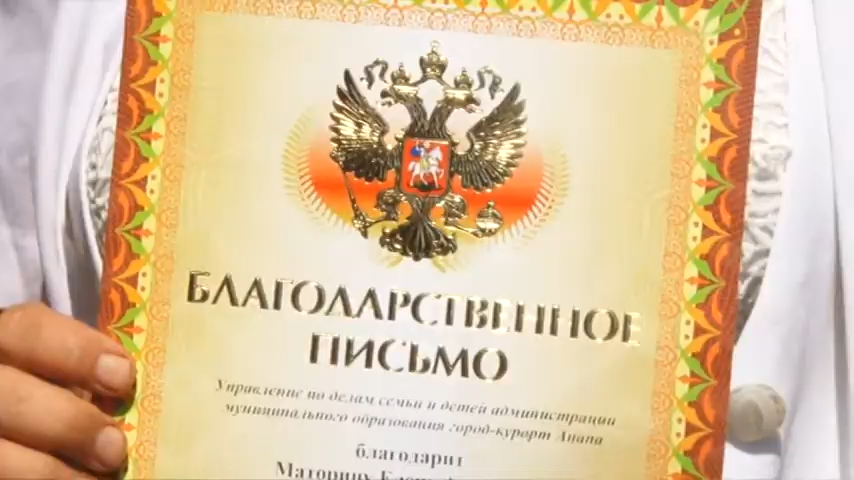 БЛАГОДАРСТВЕННОЕ
ПИСЬМО
Управление по делам семьи и детей администрации
муниципального образования город-курорт Анапа
благодарит